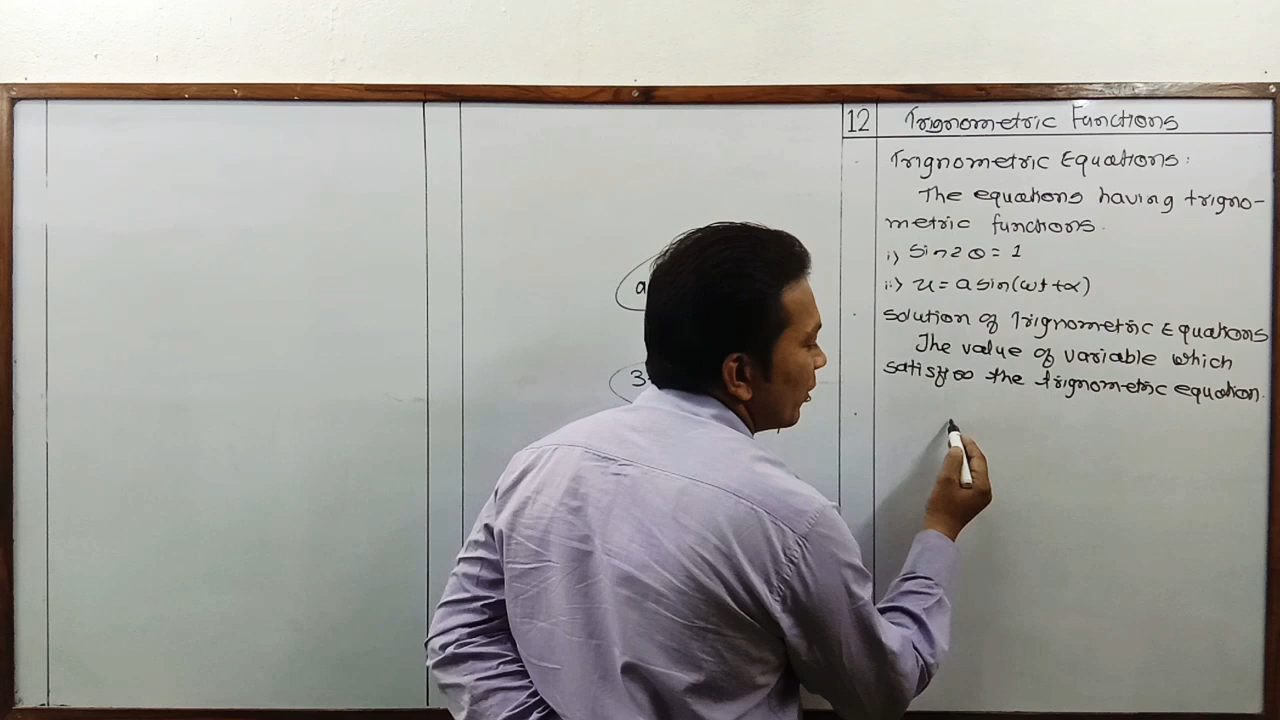 12 Trignometric Functions
Trignometric Equations:
The equations having trigno-
metric functions.
i) sin2θ=1
ii) x = a sin(ωt+α)
Solution of Trignometric Equations
The value of variable which
satisfies the trignometric equation.
a
3